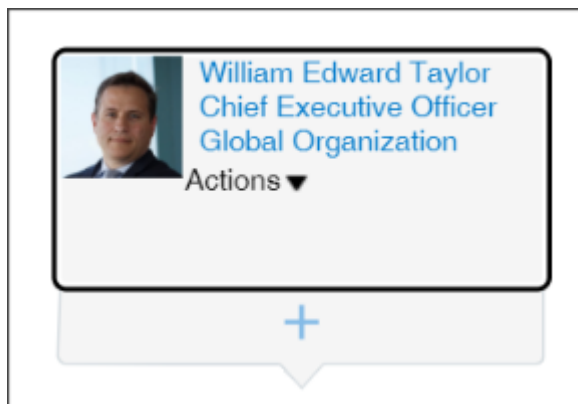 William Edward Taylor
Chief Executive Officer
Global Organization
Actions